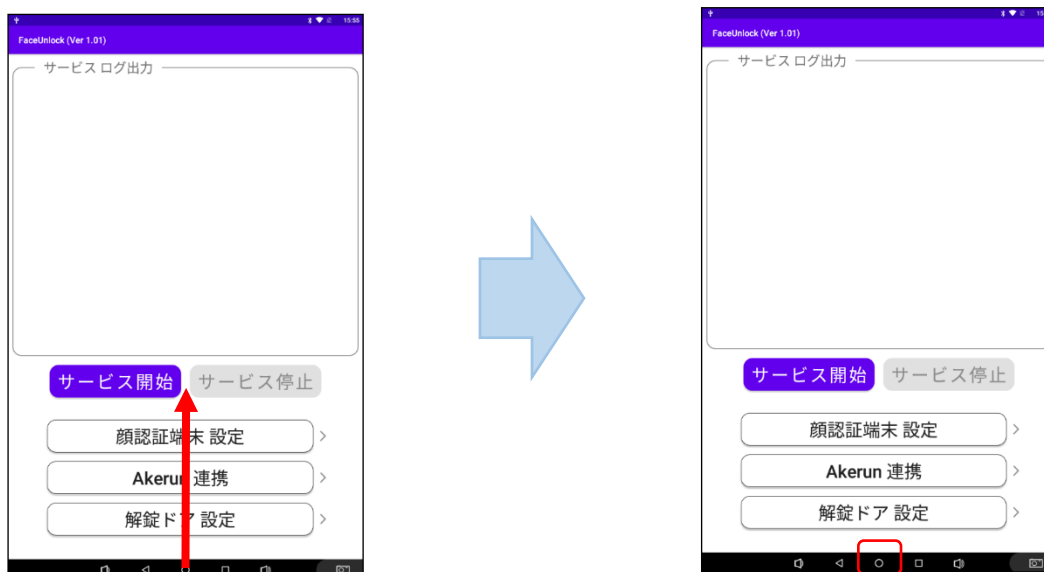 15:55
FaceUnlock (Ver 1.01)
サービス ログ出力
サービス開始
サービス停止
顔認証端末 設定
Akerun 連携
解錠ドア 設定
15
FaceUnlock (Ver 1.01)
サービス ログ出力
サービス開始
サービス停止
顔認証端末 設定
Akerun 連携
解錠ドア 設定